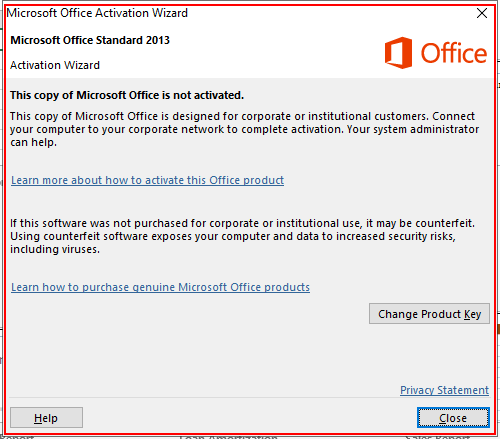 Microsoft Office Activation Wizard
Microsoft Office Standard 2013
Office
Activation Wizard
This copy of Microsoft Office is not activated.
This copy of Microsoft Office is designed for corporate or institutional customers. Connect
your computer to your corporate network to complete activation. Your system administrator
can help.
Learn more about how to activate this Office product
If this software was not purchased for corporate or institutional use, it may be counterfeit.
Using counterfeit software exposes your computer and data to increased security risks,
including viruses.
Learn how to purchase genuine Microsoft Office products
Change Product Key
Privacy Statement
Help
Close
Report
Loan Amortization
Sales Report